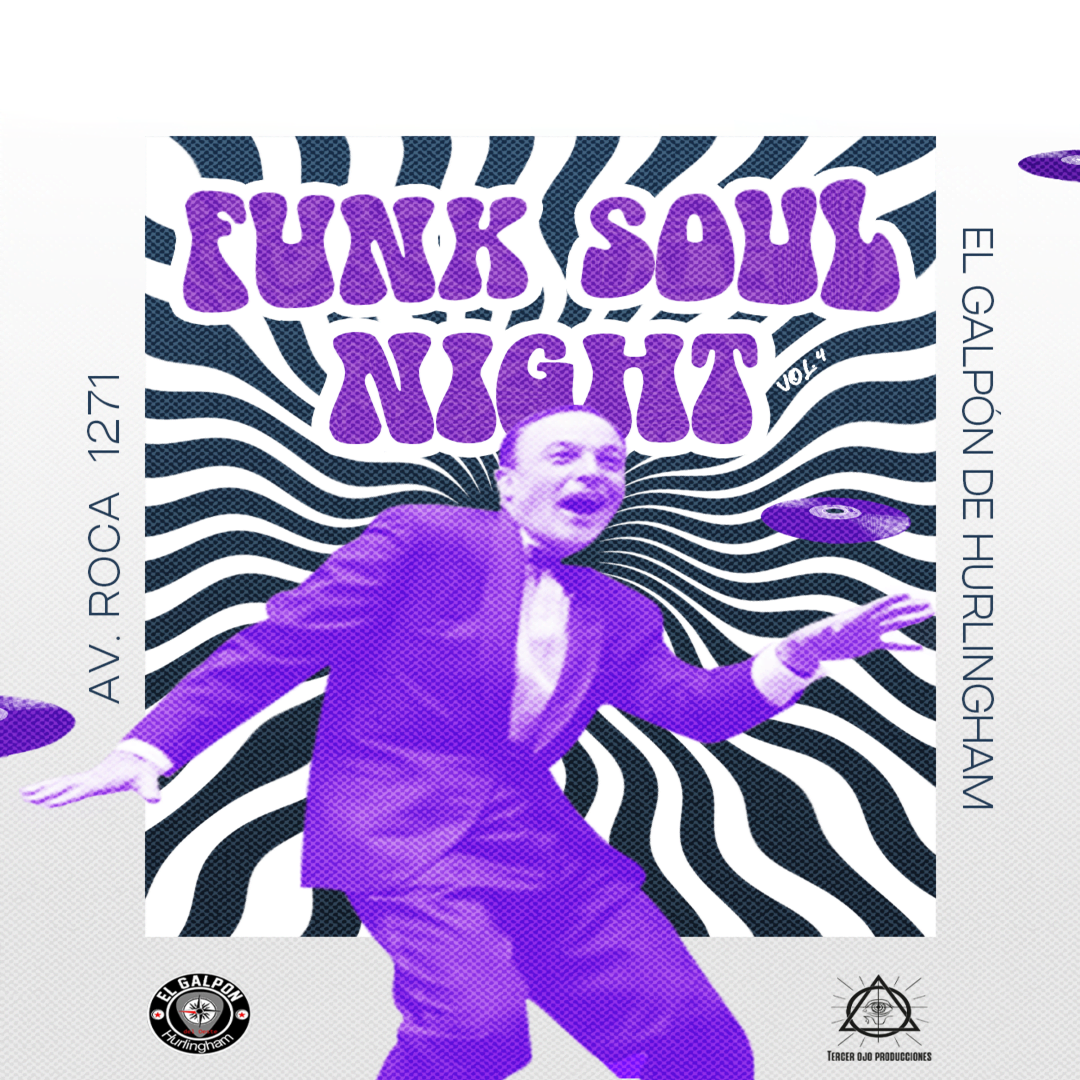 FUNK SOUL
NIGHT
VOL. 4
AV. ROCA 1271
EL GALPÓN DE HURLINGHAM
EL GALPON
Hurlingham
TERCER OJO PRODUCCIONES